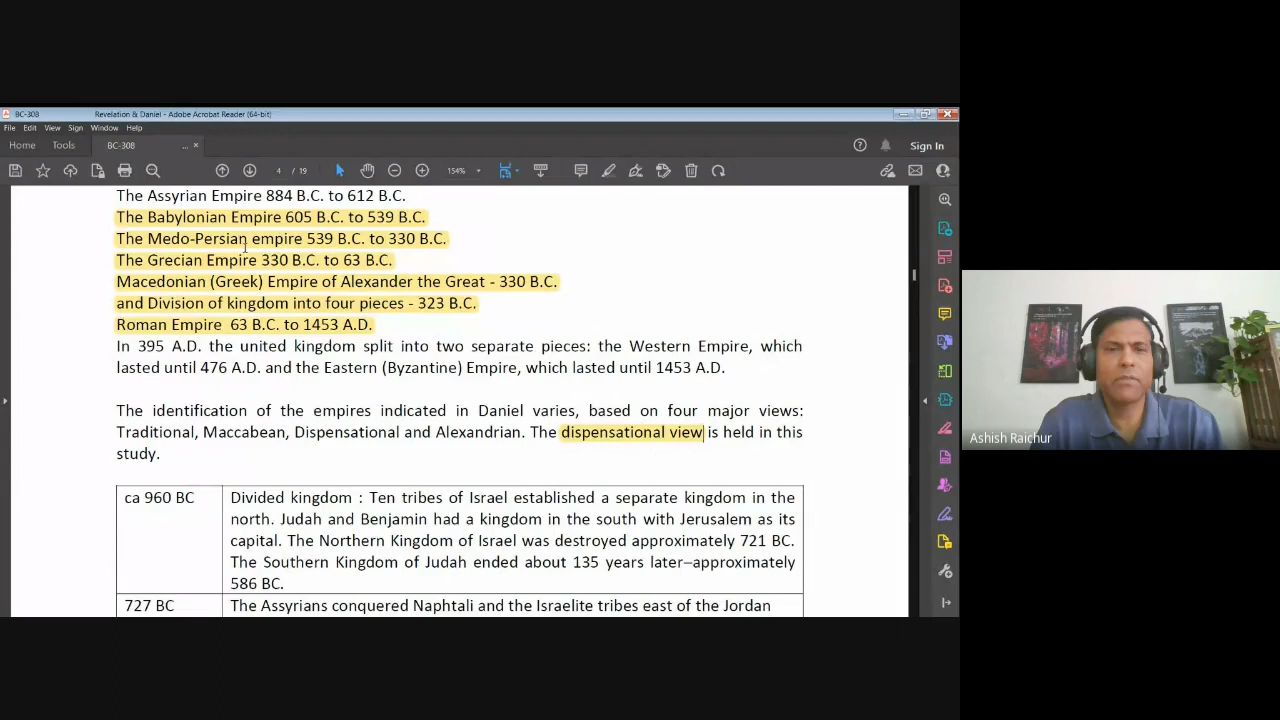 BC-308 Revelation & Daniel - Adobe Acrobat Reader (64-bit)
File Edit View Sign Window Help
Home Tools BC-308 ... × Sign In
4 / 19 154%
The Assyrian Empire 884 B.C. to 612 B.C.
The Babylonian Empire 605 B.C. to 539 B.C.
The Medo-Persian empire 539 B.C. to 330 B.C.
The Grecian Empire 330 B.C. to 63 B.C.
Macedonian (Greek) Empire of Alexander the Great - 330 B.C.
and Division of kingdom into four pieces - 323 B.C.
Roman Empire 63 B.C. to 1453 A.D.
In 395 A.D. the united kingdom split into two separate pieces: the Western Empire, which
lasted until 476 A.D. and the Eastern (Byzantine) Empire, which lasted until 1453 A.D.
The identification of the empires indicated in Daniel varies, based on four major views:
Traditional, Maccabean, Dispensational and Alexandrian. The dispensational view is held in this
study.
ca 960 BC Divided kingdom : Ten tribes of Israel established a separate kingdom in the
north. Judah and Benjamin had a kingdom in the south with Jerusalem as its
capital. The Northern Kingdom of Israel was destroyed approximately 721 BC.
The Southern Kingdom of Judah ended about 135 years later–approximately
586 BC.
727 BC The Assyrians conquered Naphtali and the Israelite tribes east of the Jordan
Ashish Raichur